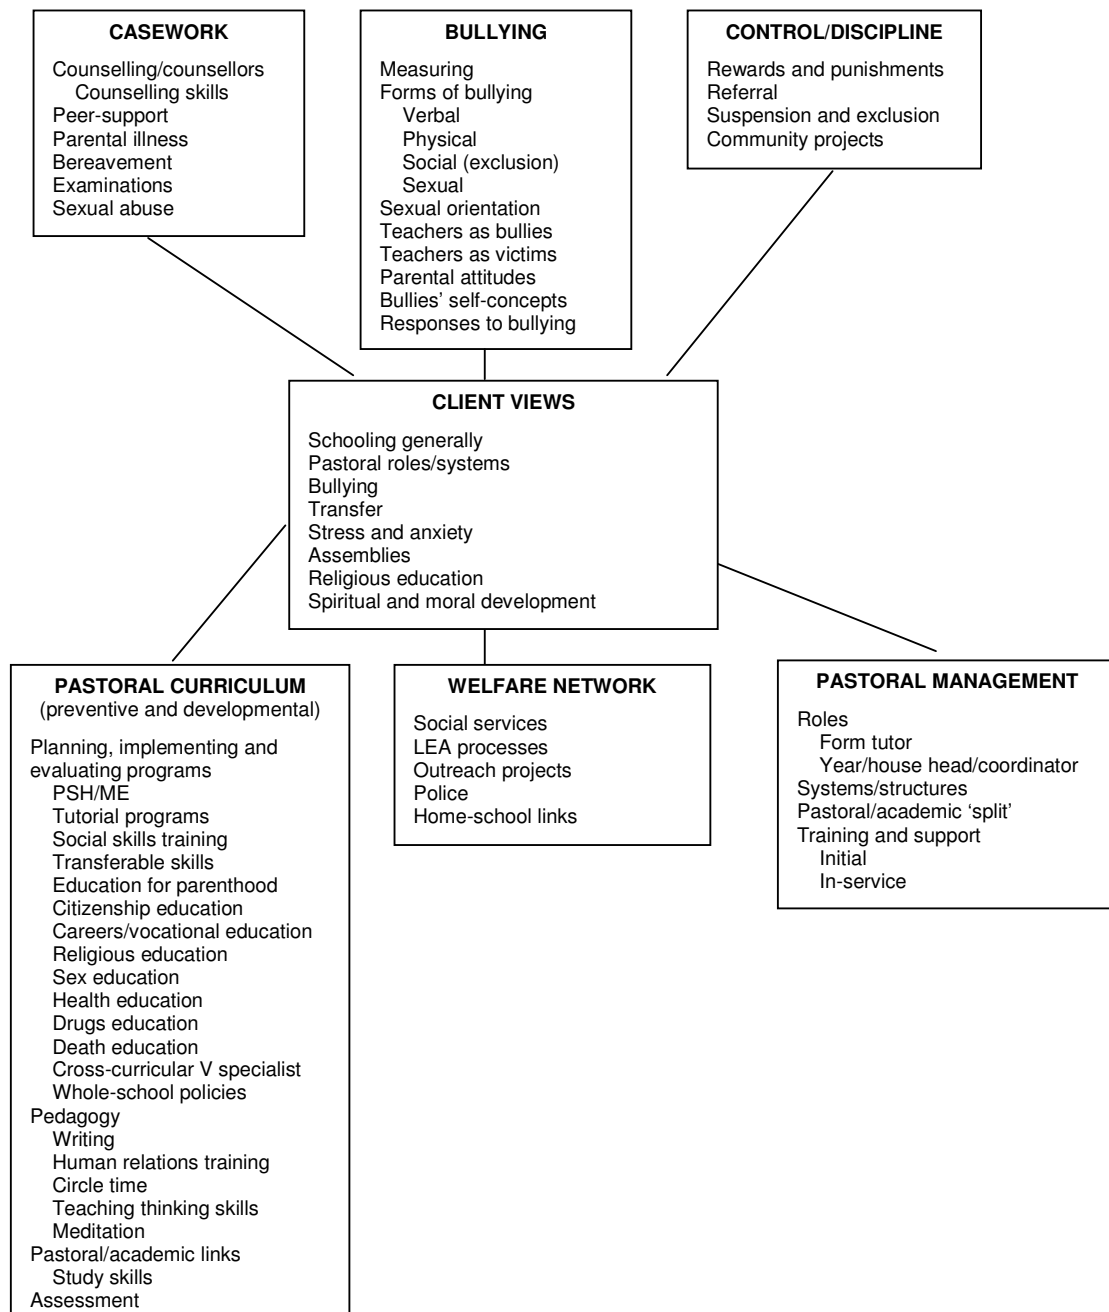 CASEWORK
Counselling/counsellors
Counselling skills
Peer-support
Parental illness
Bereavement
Examinations
Sexual abuse
BULLYING
Measuring
Forms of bullying
Verbal
Physical
Social (exclusion)
Sexual
Sexual orientation
Teachers as bullies
Teachers as victims
Parental attitudes
Bullies’ self-concepts
Responses to bullying
CONTROL/DISCIPLINE
Rewards and punishments
Referral
Suspension and exclusion
Community projects
CLIENT VIEWS
Schooling generally
Pastoral roles/systems
Bullying
Transfer
Stress and anxiety
Assemblies
Religious education
Spiritual and moral development
PASTORAL CURRICULUM
(preventive and developmental)
Planning, implementing and
evaluating programs
PSH/ME
Tutorial programs
Social skills training
Transferable skills
Education for parenthood
Citizenship education
Careers/vocational education
Religious education
Sex education
Health education
Drugs education
Death education
Cross-curricular V specialist
Whole-school policies
Pedagogy
Writing
Human relations training
Circle time
Teaching thinking skills
Meditation
Pastoral/academic links
Study skills
Assessment
WELFARE NETWORK
Social services
LEA processes
Outreach projects
Police
Home-school links
PASTORAL MANAGEMENT
Roles
Form tutor
Year/house head/coordinator
Systems/structures
Pastoral/academic ‘split’
Training and support
Initial
In-service